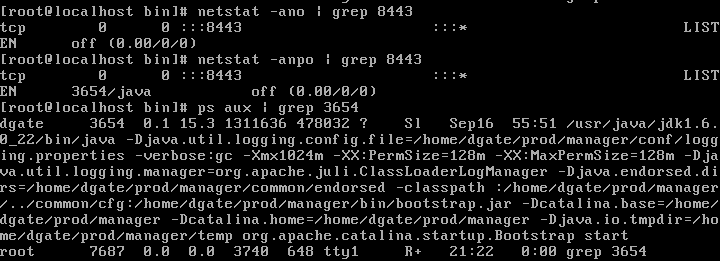 [root@localhost bin]# netstat -ano | grep 8443
tcp        0      0 :::8443                     :::*                        LIST
EN       off (0.00/0/0)
[root@localhost bin]# netstat -anpo | grep 8443
tcp        0      0 :::8443                     :::*                        LIST
EN       3654/java           off (0.00/0/0)
[root@localhost bin]# ps aux | grep 3654
dgate     3654  0.1 15.3 1311636 478032 ?      Sl   Sep16  55:51 /usr/java/jdk1.6.
0_22/bin/java -Djava.util.logging.config.file=/home/dgate/prod/manager/conf/logg
ing.properties -verbose:gc -Xmx1024m -XX:PermSize=128m -XX:MaxPermSize=128m -Dja
va.util.logging.manager=org.apache.juli.ClassLoaderLogManager -Djava.endorsed.di
rs=/home/dgate/prod/manager/common/endorsed -classpath :/home/dgate/prod/manager
/../common/cfg:/home/dgate/prod/manager/bin/bootstrap.jar -Dcatalina.base=/home/
dgate/prod/manager -Dcatalina.home=/home/dgate/prod/manager -Djava.io.tmpdir=/ho
me/dgate/prod/manager/temp org.apache.catalina.startup.Bootstrap start
root      7687  0.0  0.0   3740   648 tty1     R+   21:22   0:00 grep 3654